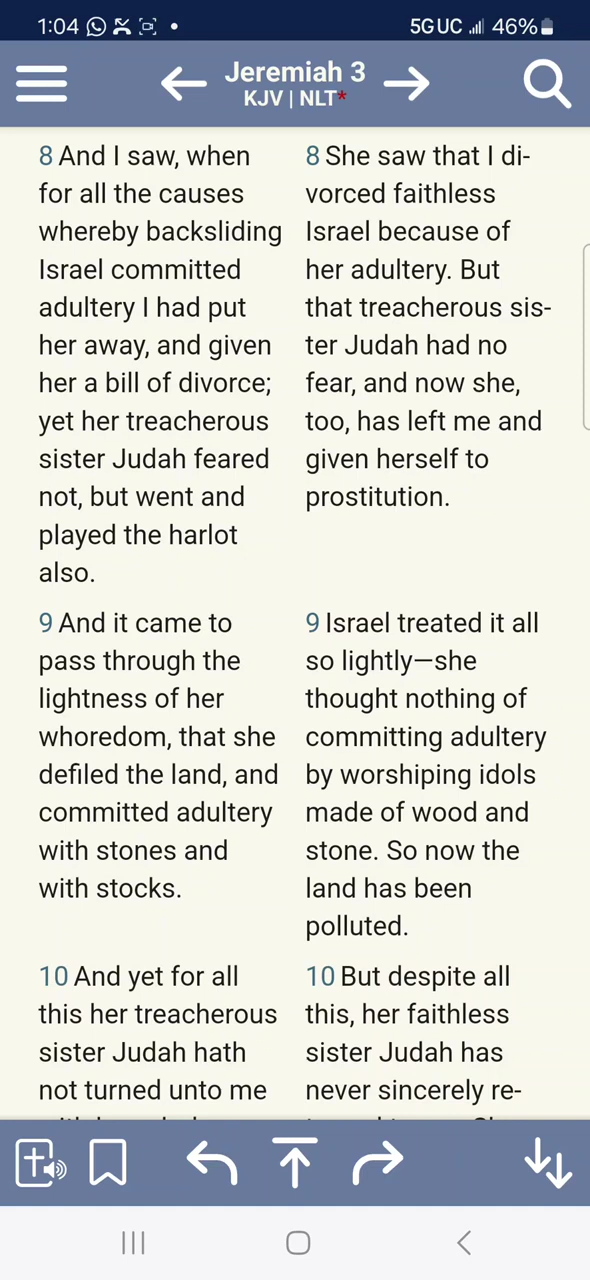 1:04
5G UC 46%
Jeremiah 3
KJV | NLT*
8 And I saw, when
for all the causes
whereby backsliding
Israel committed
adultery I had put
her away, and given
her a bill of divorce;
yet her treacherous
sister Judah feared
not, but went and
played the harlot
also.
8 She saw that I di-
vorced faithless
Israel because of
her adultery. But
that treacherous sis-
ter Judah had no
fear, and now she,
too, has left me and
given herself to
prostitution.
9 And it came to
pass through the
lightness of her
whoredom, that she
defiled the land, and
committed adultery
with stones and
with stocks.
9 Israel treated it all
so lightly—she
thought nothing of
committing adultery
by worshiping idols
made of wood and
stone. So now the
land has been
polluted.
10 And yet for all
this her treacherous
sister Judah hath
not turned unto me
10 But despite all
this, her faithless
sister Judah has
never sincerely re-